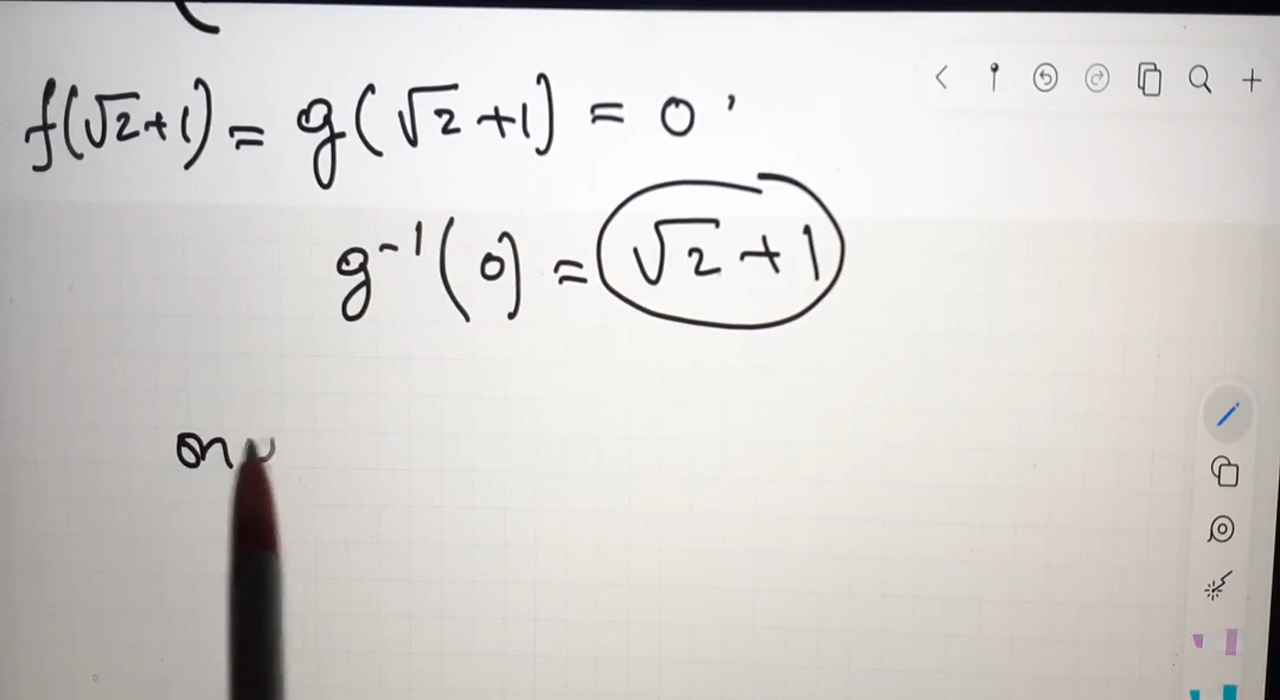 f(√2+1) = g(√2+1) = 0,
g⁻¹(0) = √2+1